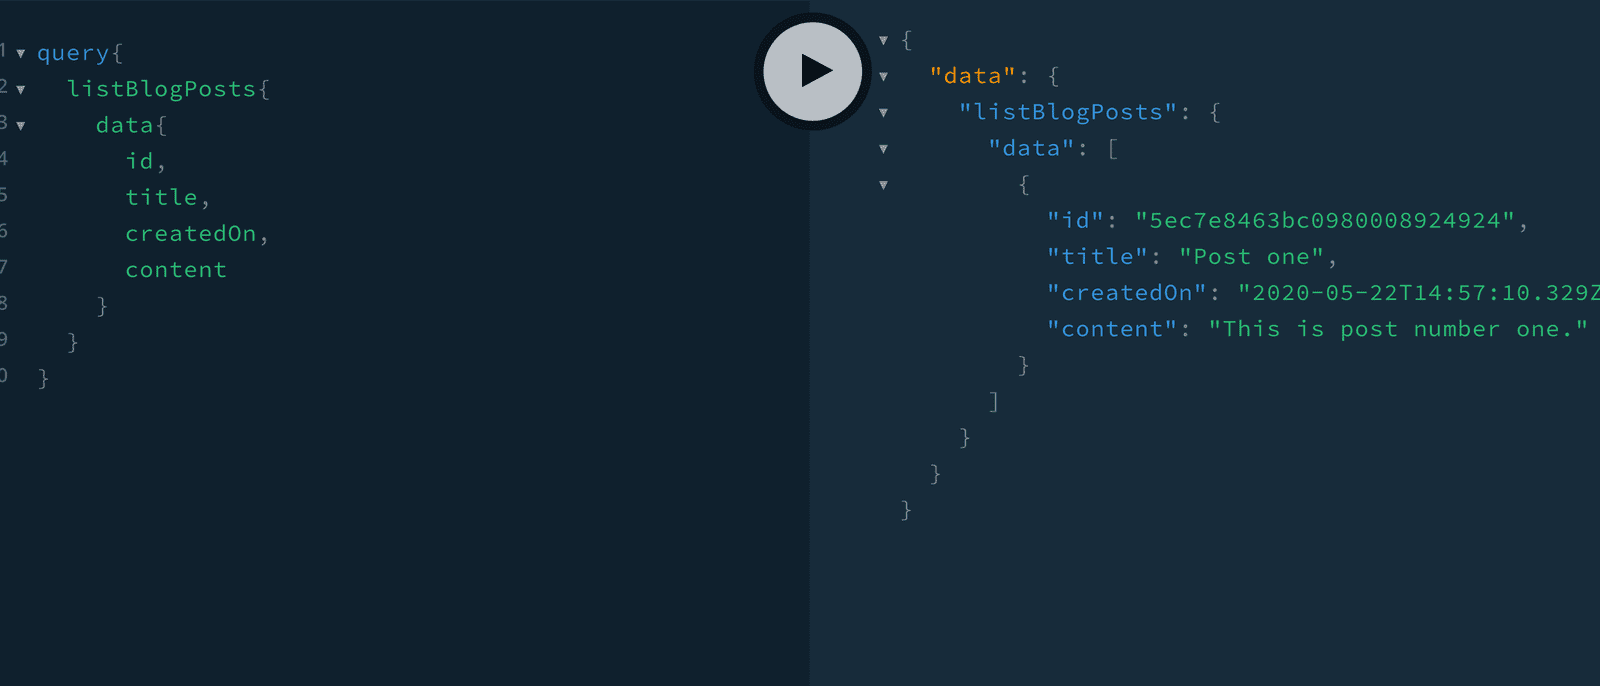 1 query{
2 listBlogPosts{
3 data{
4 id,
5 title,
6 createdOn,
7 content
8 }
9 }
0 }
{
"data": {
"listBlogPosts": {
"data": [
{
"id": "5ec7e8463bc0980008924924",
"title": "Post one",
"createdOn": "2020-05-22T14:57:10.329Z
"content": "This is post number one."
}
]
}
}
}